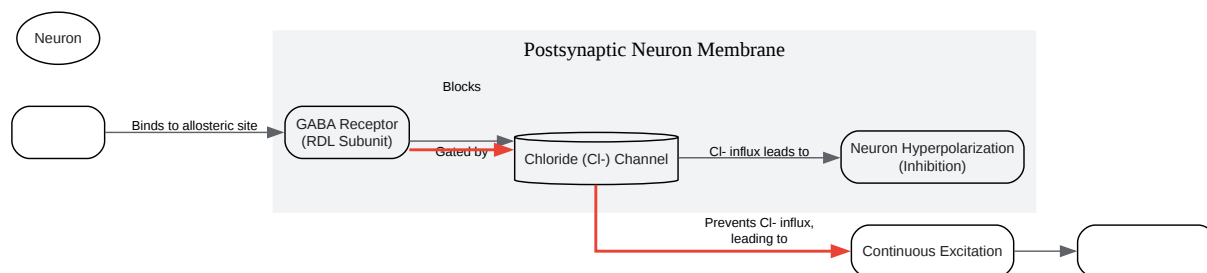 Neuron
Postsynaptic Neuron Membrane
Blocks
Binds to allosteric site
GABA Receptor
(RDL Subunit)
Gated by
Chloride (Cl-) Channel
Cl- influx leads to
Neuron Hyperpolarization
(Inhibition)
Prevents Cl- influx,
leading to
Continuous Excitation